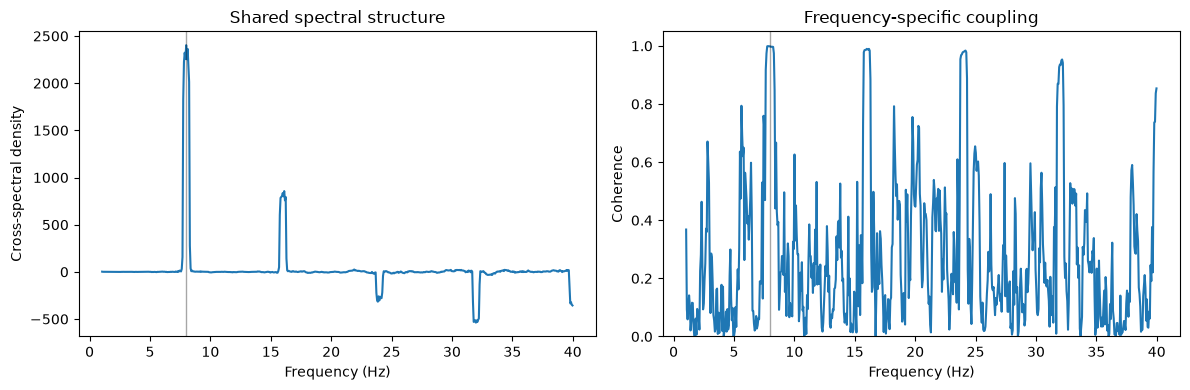 Shared spectral structure
Cross-spectral density
2500
2000
1500
1000
500
0
−500
0 5 10 15 20 25 30 35 40
Frequency (Hz)
Frequency-specific coupling
Coherence
1.0
0.8
0.6
0.4
0.2
0.0
0 5 10 15 20 25 30 35 40
Frequency (Hz)